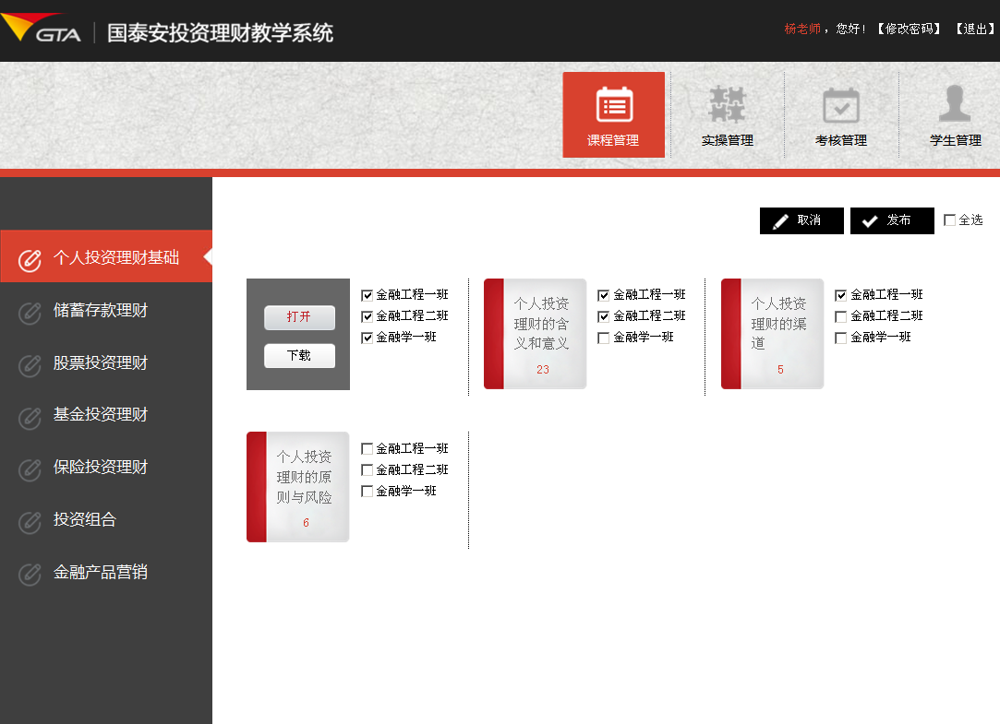 GTA 国泰安投资理财教学系统
杨老师，您好！【修改密码】 【退出】
课程管理 实操管理 考核管理 学生管理
个人投资理财基础
储蓄存款理财
股票投资理财
基金投资理财
保险投资理财
投资组合
金融产品营销
取消 发布 全选
打开
下载
金融工程一班
金融工程二班
金融学一班
个人投资
理财的含
义和意义
23
金融工程一班
金融工程二班
金融学一班
个人投资
理财的渠
道
5
金融工程一班
金融工程二班
金融学一班
个人投资
理财的原
则与风险
6
金融工程一班
金融工程二班
金融学一班